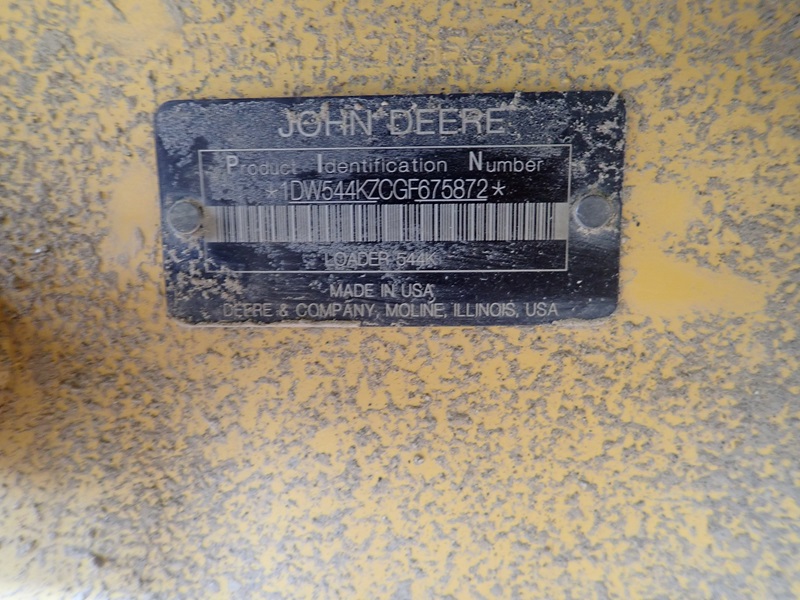 JOHN DEERE
Product Identification Number
*1DW544KZCGF675872*
LOADER 544K
MADE IN USA
DEERE & COMPANY, MOLINE, ILLINOIS, USA